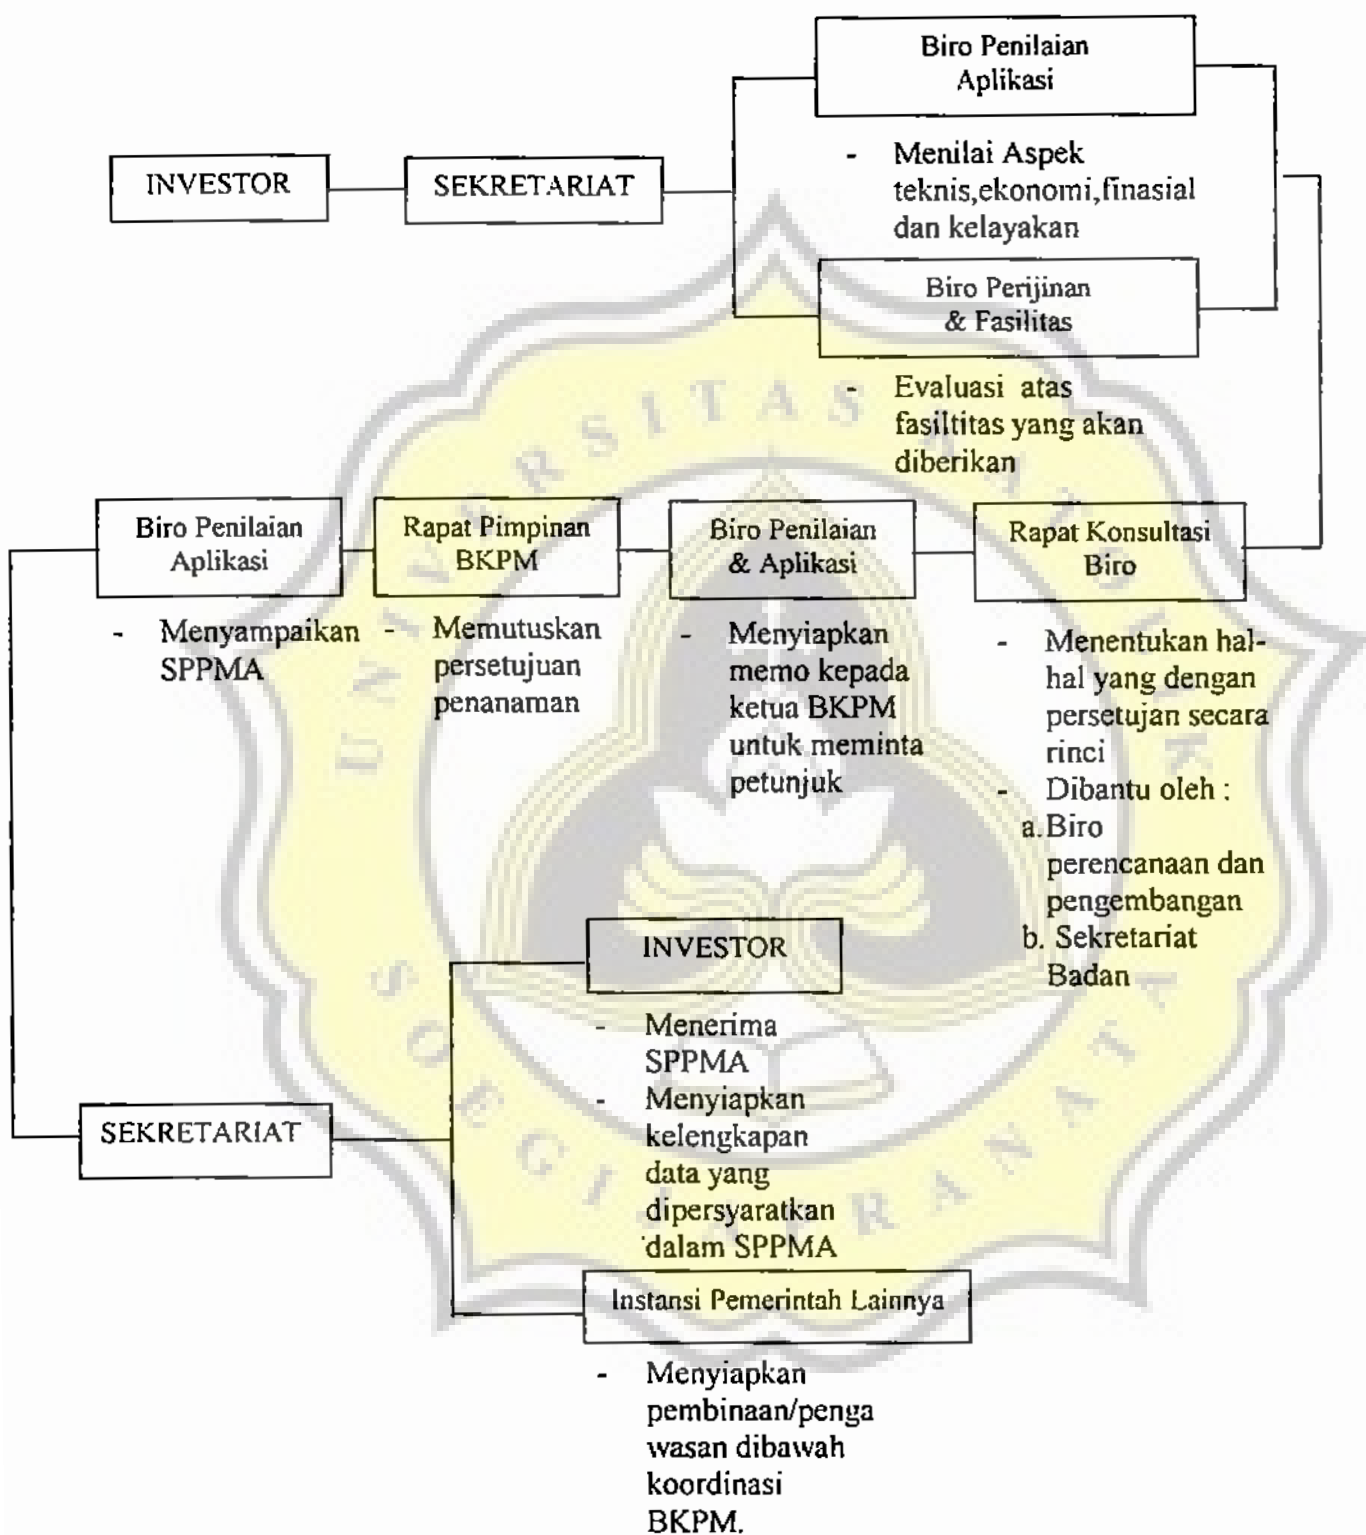 Biro Penilaian
Aplikasi
INVESTOR
SEKRETARIAT
- Menilai Aspek
teknis,ekonomi,finasial
dan kelayakan
Biro Perijinan
& Fasilitas
- Evaluasi atas
fasiltitas yang akan
diberikan
Biro Penilaian
Aplikasi
- Menyampaikan
SPPMA
Rapat Pimpinan
BKPM
- Memutuskan
persetujuan
penanaman
Biro Penilaian
& Aplikasi
- Menyiapkan
memo kepada
ketua BKPM
untuk meminta
petunjuk
Rapat Konsultasi
Biro
- Menentukan hal-
hal yang dengan
persetujan secara
rinci
- Dibantu oleh :
a.Biro
perencanaan dan
pengembangan
b. Sekretariat
Badan
INVESTOR
- Menerima
SPPMA
- Menyiapkan
kelengkapan
data yang
dipersyaratkan
dalam SPPMA
SEKRETARIAT
Instansi Pemerintah Lainnya
- Menyiapkan
pembinaan/penga
wasan dibawah
koordinasi
BKPM.
UNIVERSITAS KATOLIK
SOEGIJAPRANATA